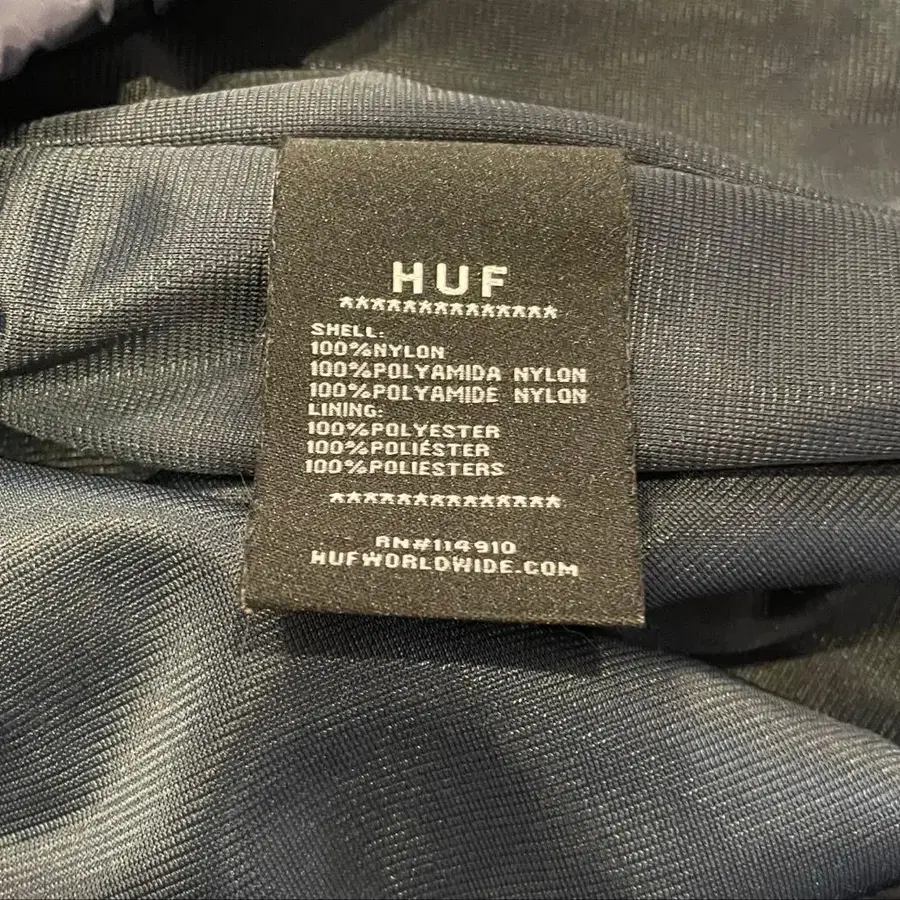 HUF
**************
SHELL:
100%NYLON
100%POLYAMIDA NYLON
100%POLYAMIDE NYLON
LINING:
100%POLYESTER
100%POLIÉSTER
100%POLIESTERS
**************
RN#114910
HUFWORLDWIDE.COM